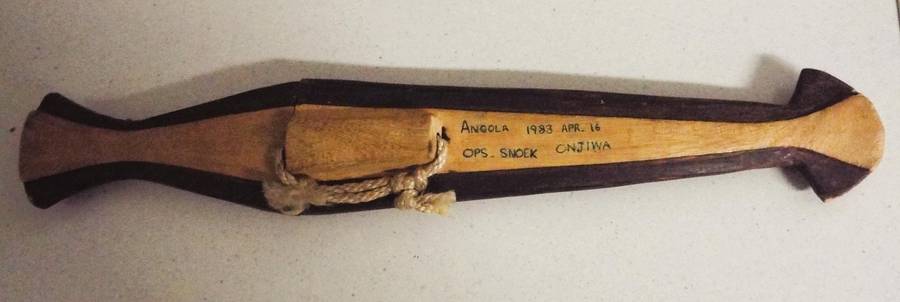 ANGOLA 1983 APR. 16
OPS. SNOEK ONJIWA